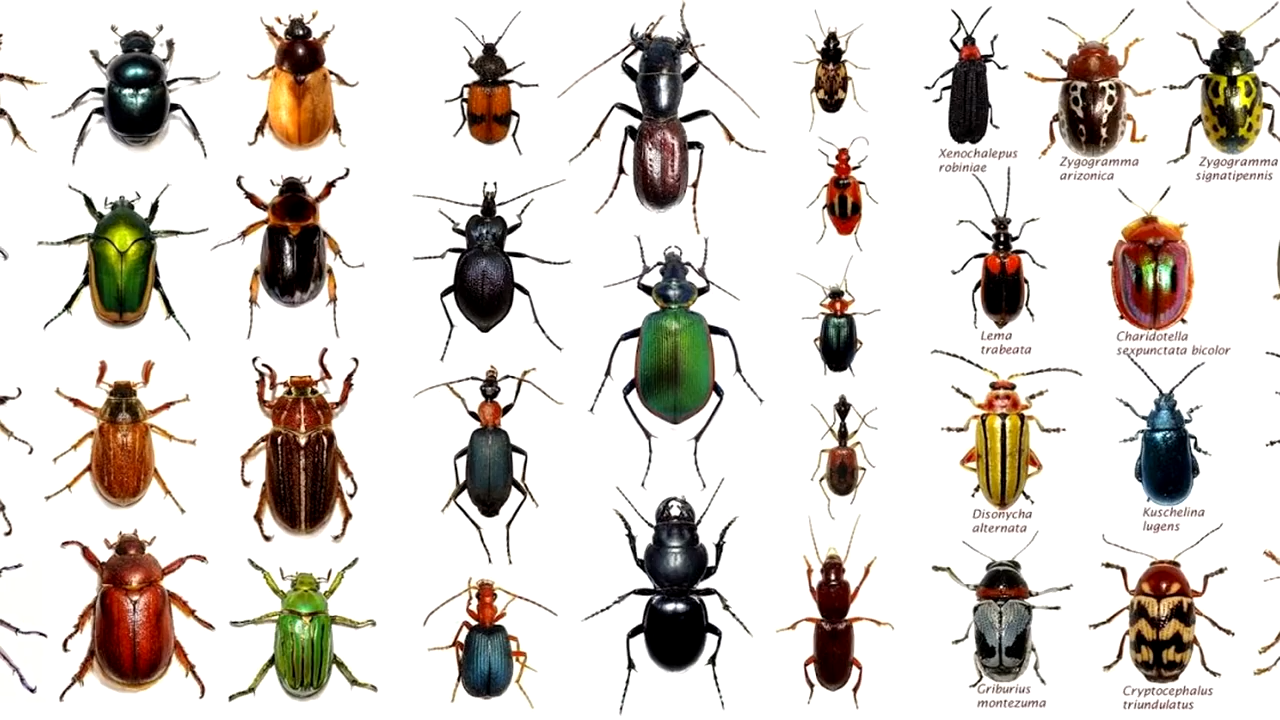 Xenochalepus
robiniae
Zygogramma
arizonica
Zygogramma
signatipennis
Lema
trabeata
Charidotella
sexpunctata bicolor
Disonycha
alternata
Kuschelina
lugens
Griburius
montezuma
Cryptocephalus
triundulatus